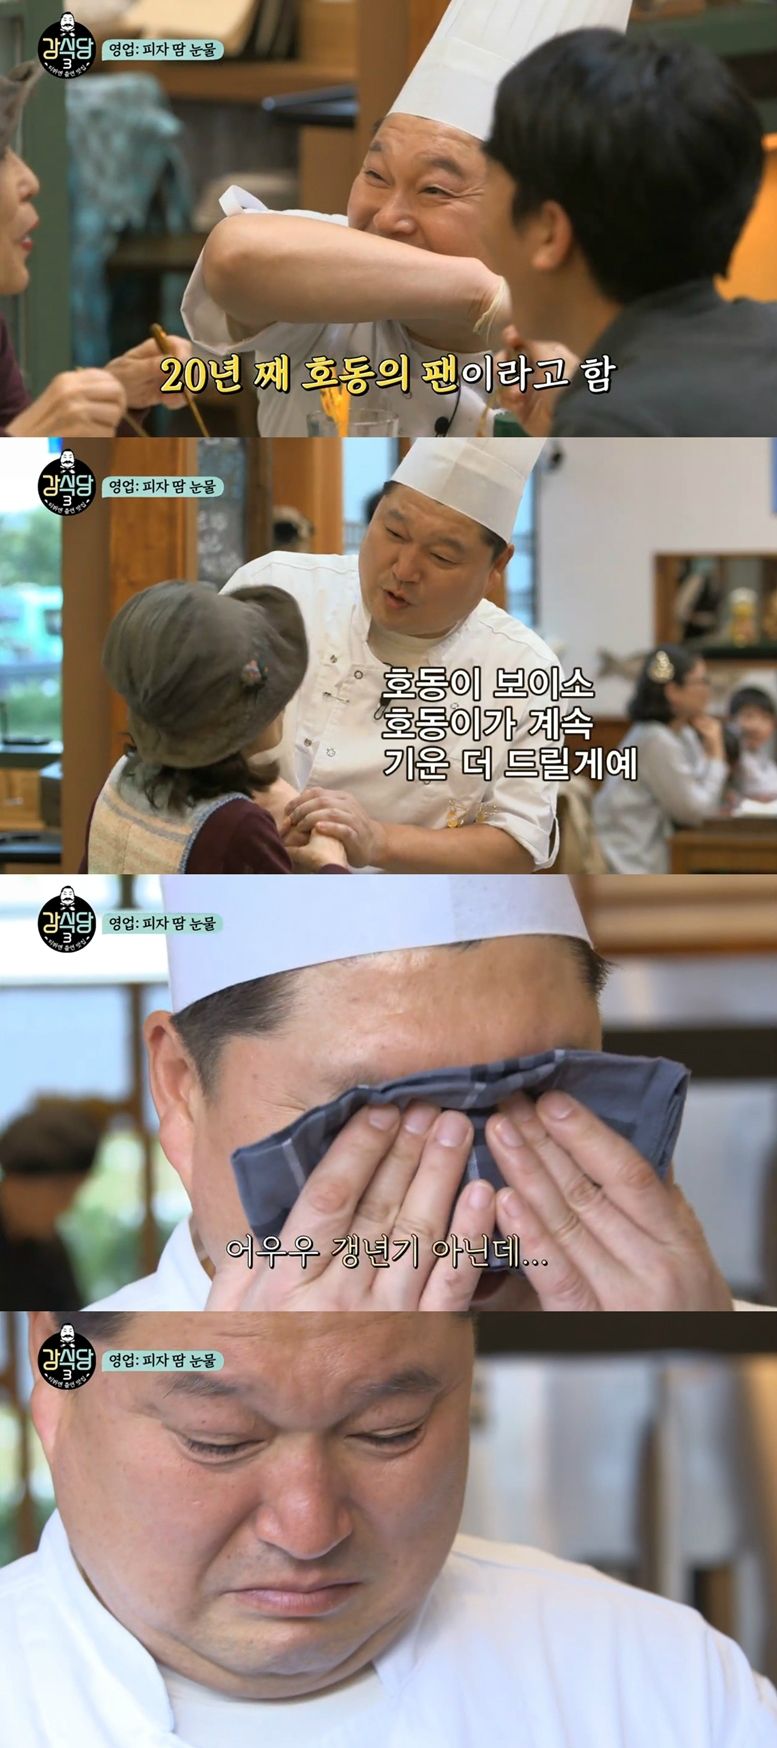 강식당
3
영업: 피자 땀 눈물
20년 째 호동의 팬이라고 함
강식당
3
영업: 피자 땀 눈물
호동이 보이소
호동이가 계속
기운 더 드릴게예
강식당
3
영업: 피자 땀 눈물
어우우 갱년기 아닌데...
강식당
3
영업: 피자 땀 눈물